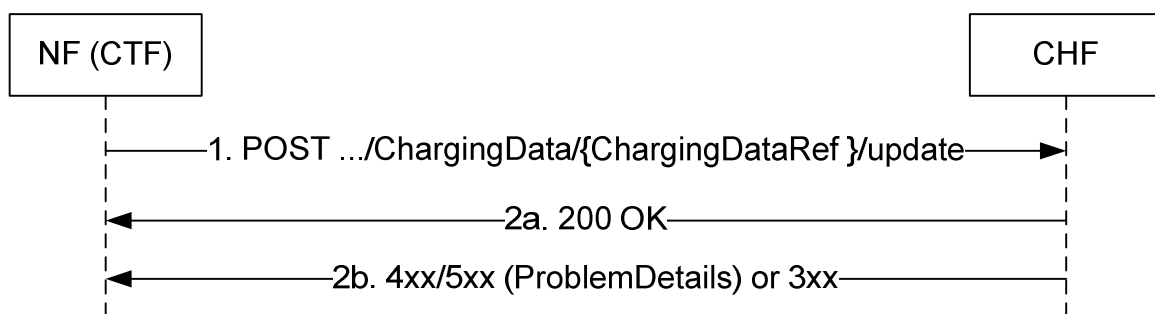 NF (CTF)
CHF
1. POST .../ChargingData/{ChargingDataRef }/update
2a. 200 OK
2b. 4xx/5xx (ProblemDetails) or 3xx